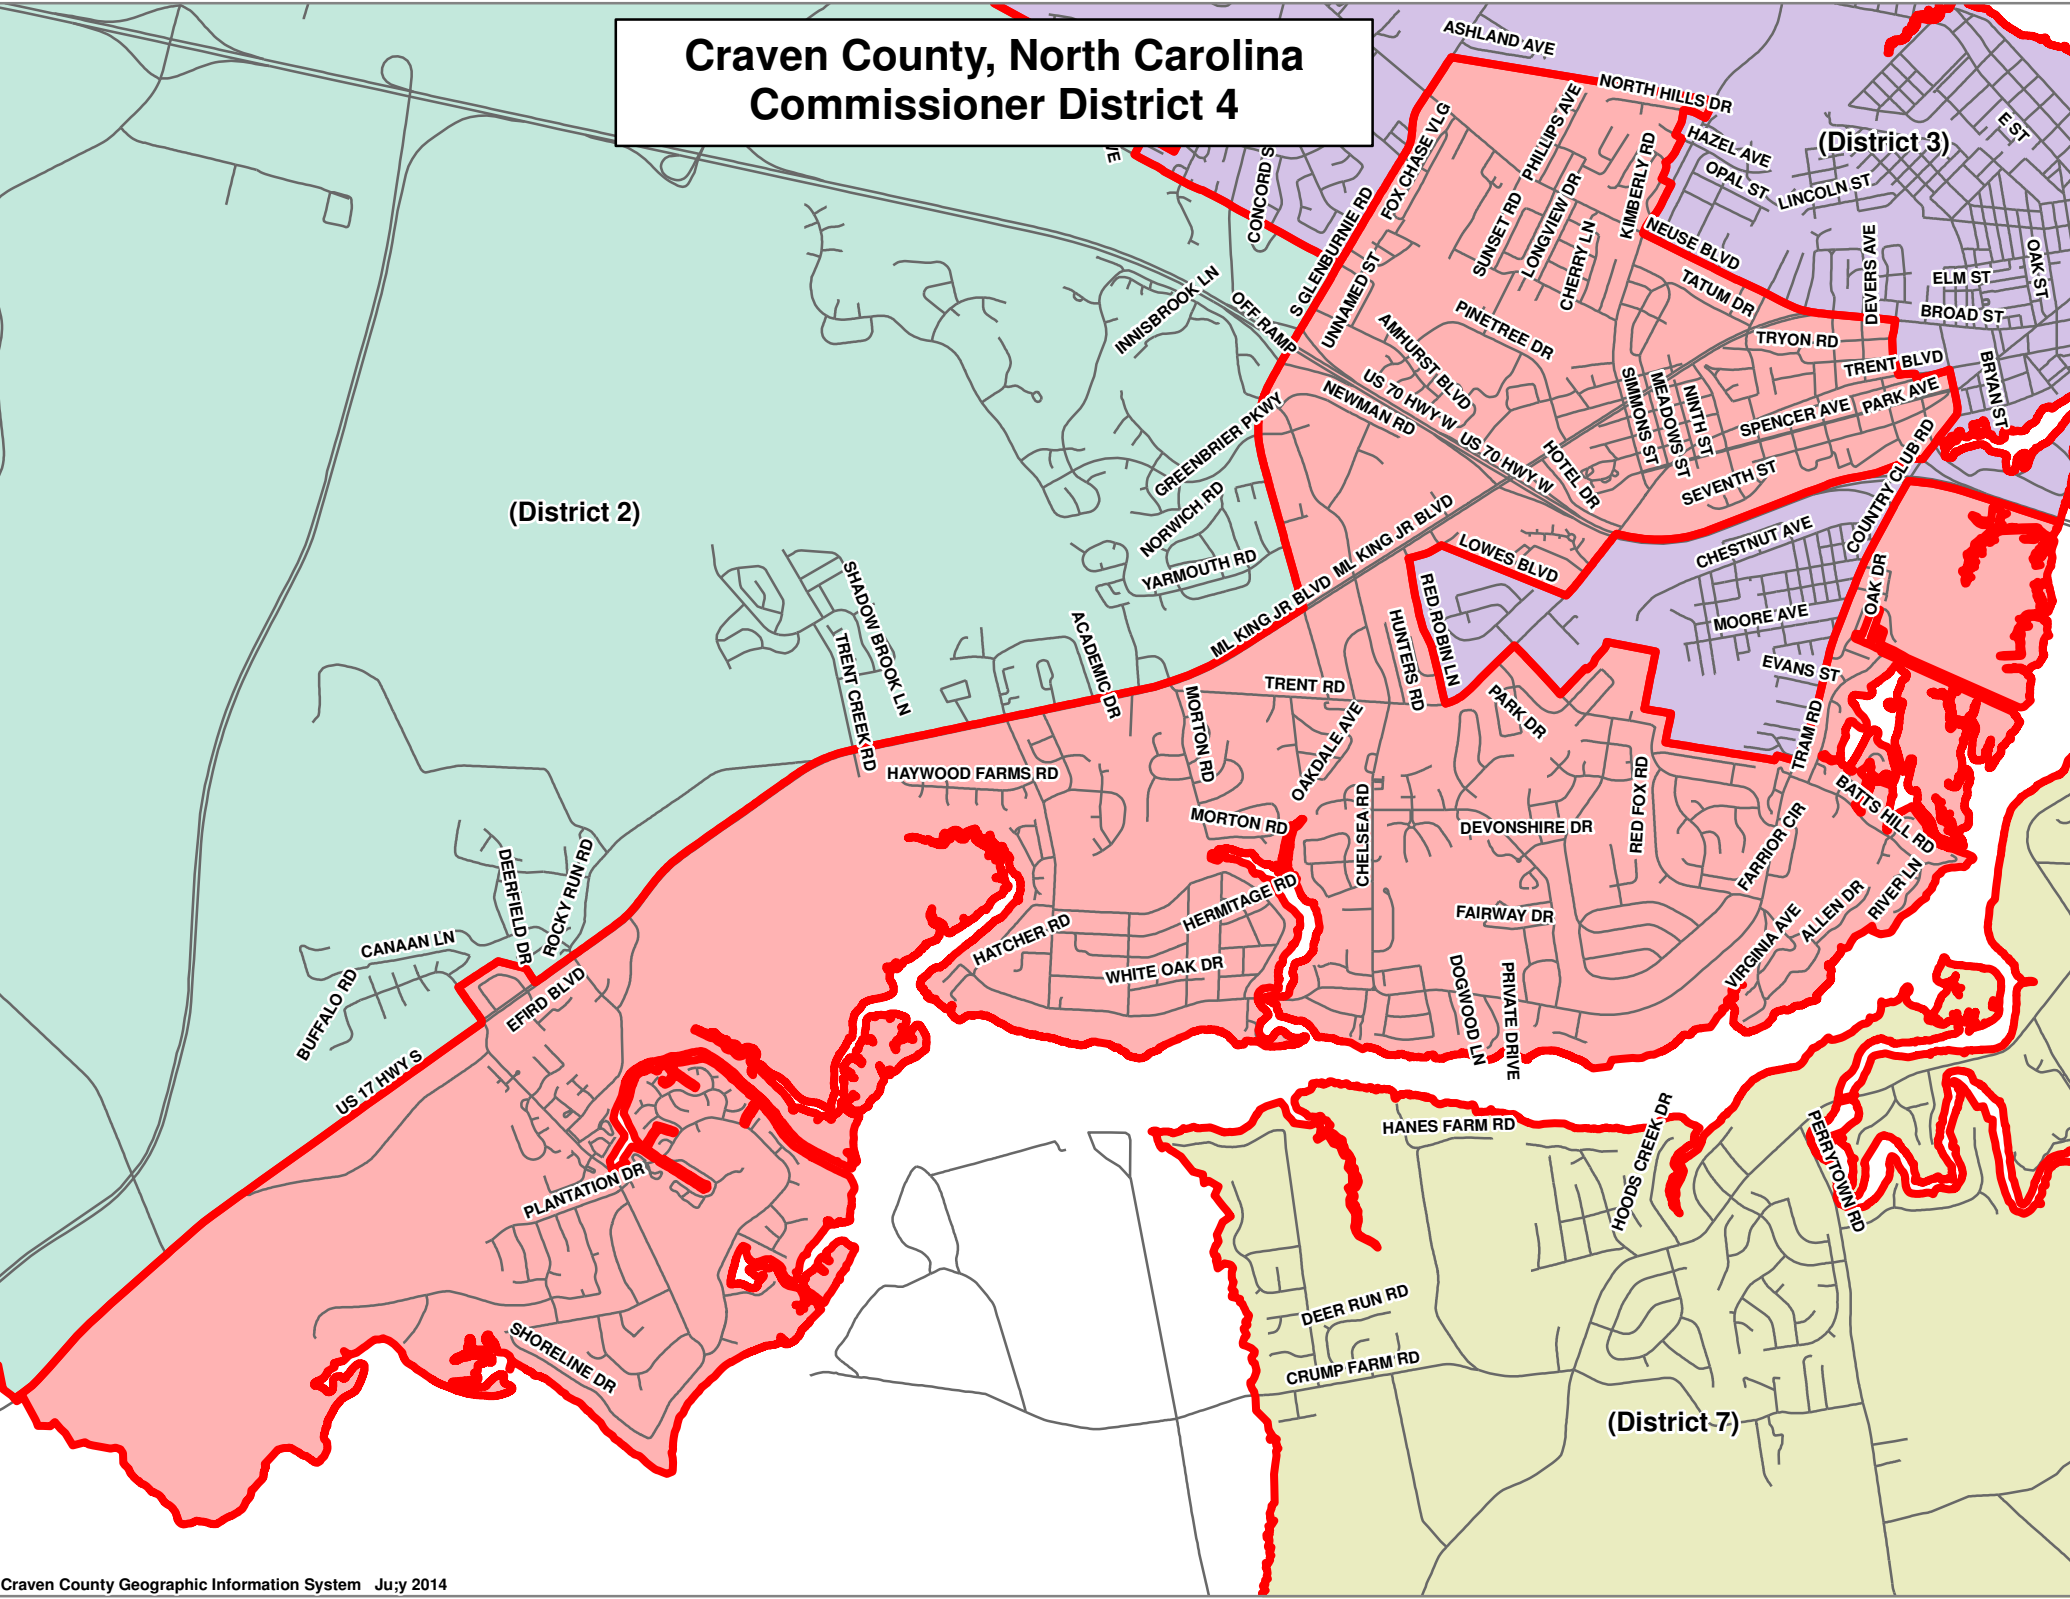 Craven County, North Carolina
Commissioner District 4
ASHLAND AVE
NORTH HILLS DR
(District 3)
E ST
HAZEL AVE
OPAL ST
LINCOLN ST
PHILLIPS AVE
KIMBERLY RD
FOX CHASE VLG
CONCORD S
VE
S GLENBURNIE RD
SUNSET RD
LONGVIEW DR
CHERRY LN
NEUSE BLVD
DEVERS AVE
OAK ST
ELM ST
BROAD ST
TATUM DR
UNNAMED ST
INNISBROOK LN
OFF RAMP
AMHURST BLVD
PINETREE DR
TRYON RD
TRENT BLVD
BRYAN ST
PARK AVE
US 70 HWY W
NEWMAN RD
SIMMONS ST
MEADOWS ST
NINTH ST
SPENCER AVE
GREENBRIER PKWY
US 70 HWY W
HOTEL DR
SEVENTH ST
COUNTRY CLUB RD
(District 2)
NORWICH RD
YARMOUTH RD
ML KING JR BLVD
ML KING JR BLVD
LOWES BLVD
CHESTNUT AVE
OAK DR
MOORE AVE
EVANS ST
SHADOW BROOK LN
TRENT CREEK RD
ACADEMIC DR
RED ROBIN LN
HUNTERS RD
TRENT RD
MORTON RD
OAKDALE AVE
PARK DR
TRAM RD
HAYWOOD FARMS RD
MORTON RD
CHELSEA RD
DEVONSHIRE DR
RED FOX RD
BATTS HILL RD
FARRIOR CIR
DEERFIELD DR
ROCKY RUN RD
HERMITAGE RD
HATCHER RD
FAIRWAY DR
RIVER LN
ALLEN DR
VIRGINIA AVE
CANAAN LN
BUFFALO RD
EFIRD BLVD
WHITE OAK DR
DOGWOOD LN
PRIVATE DRIVE
US 17 HWY S
HANES FARM RD
HOODS CREEK DR
PERRYTOWN RD
PLANTATION DR
DEER RUN RD
SHORELINE DR
CRUMP FARM RD
(District 7)
Craven County Geographic Information System Ju;y 2014